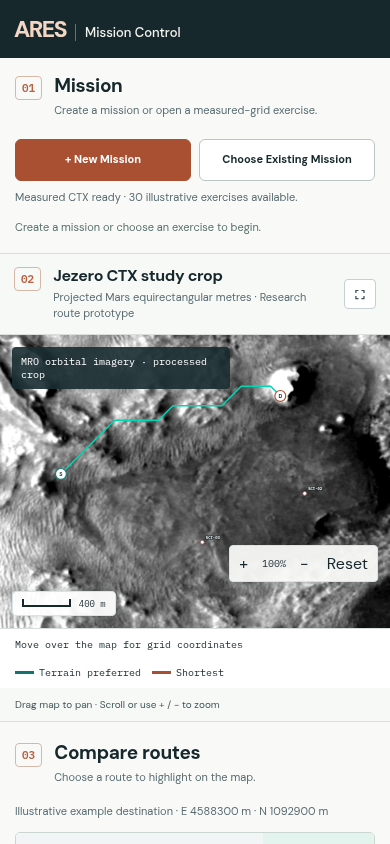 ARES Mission Control
01 Mission
Create a mission or open a measured-grid exercise.
+ New Mission
Choose Existing Mission
Measured CTX ready · 30 illustrative exercises available.
Create a mission or choose an exercise to begin.
02 Jezero CTX study crop
Projected Mars equirectangular metres · Research
route prototype
MRO orbital imagery - processed
crop
D
S
SCI-02
SCI-03
+ 100% − Reset
400 m
Move over the map for grid coordinates
Terrain preferred Shortest
Drag map to pan · Scroll or use + / − to zoom
03 Compare routes
Choose a route to highlight on the map.
Illustrative example destination · E 4588300 m · N 1092900 m